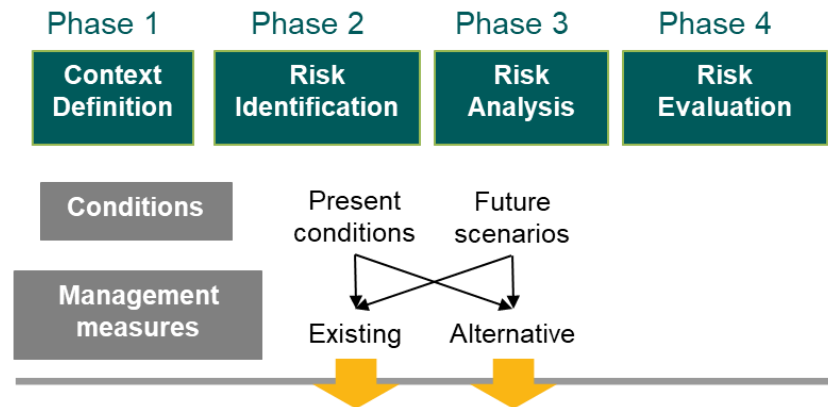 Phase 1 Phase 2 Phase 3 Phase 4
Context Risk Risk Risk
Definition Identification Analysis Evaluation
Conditions
Present Future
conditions scenarios
Management
measures
Existing Alternative